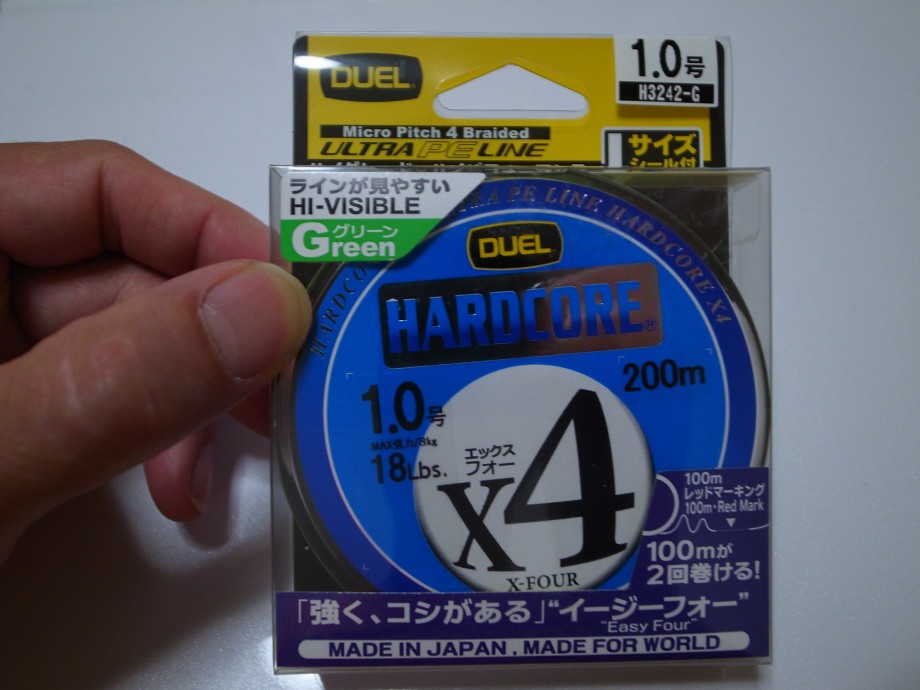 DUEL
1.0号
H3242-G
Micro Pitch 4 Braided
ULTRA PE LINE
サイズ
シール付
ラインが見やすい
HI-VISIBLE
グリーン
Green
PE LINE HARDCORE X4
DUEL
HARDCORE®
200m
1.0号
MAX強力/8kg
18Lbs.
エックス
フォー
X4
X-FOUR
100m
レッドマーキング
100m・Red Mark
100mが
2回巻ける!
「強く、コシがある」"イージーフォー"
"Easy Four"
MADE IN JAPAN , MADE FOR WORLD